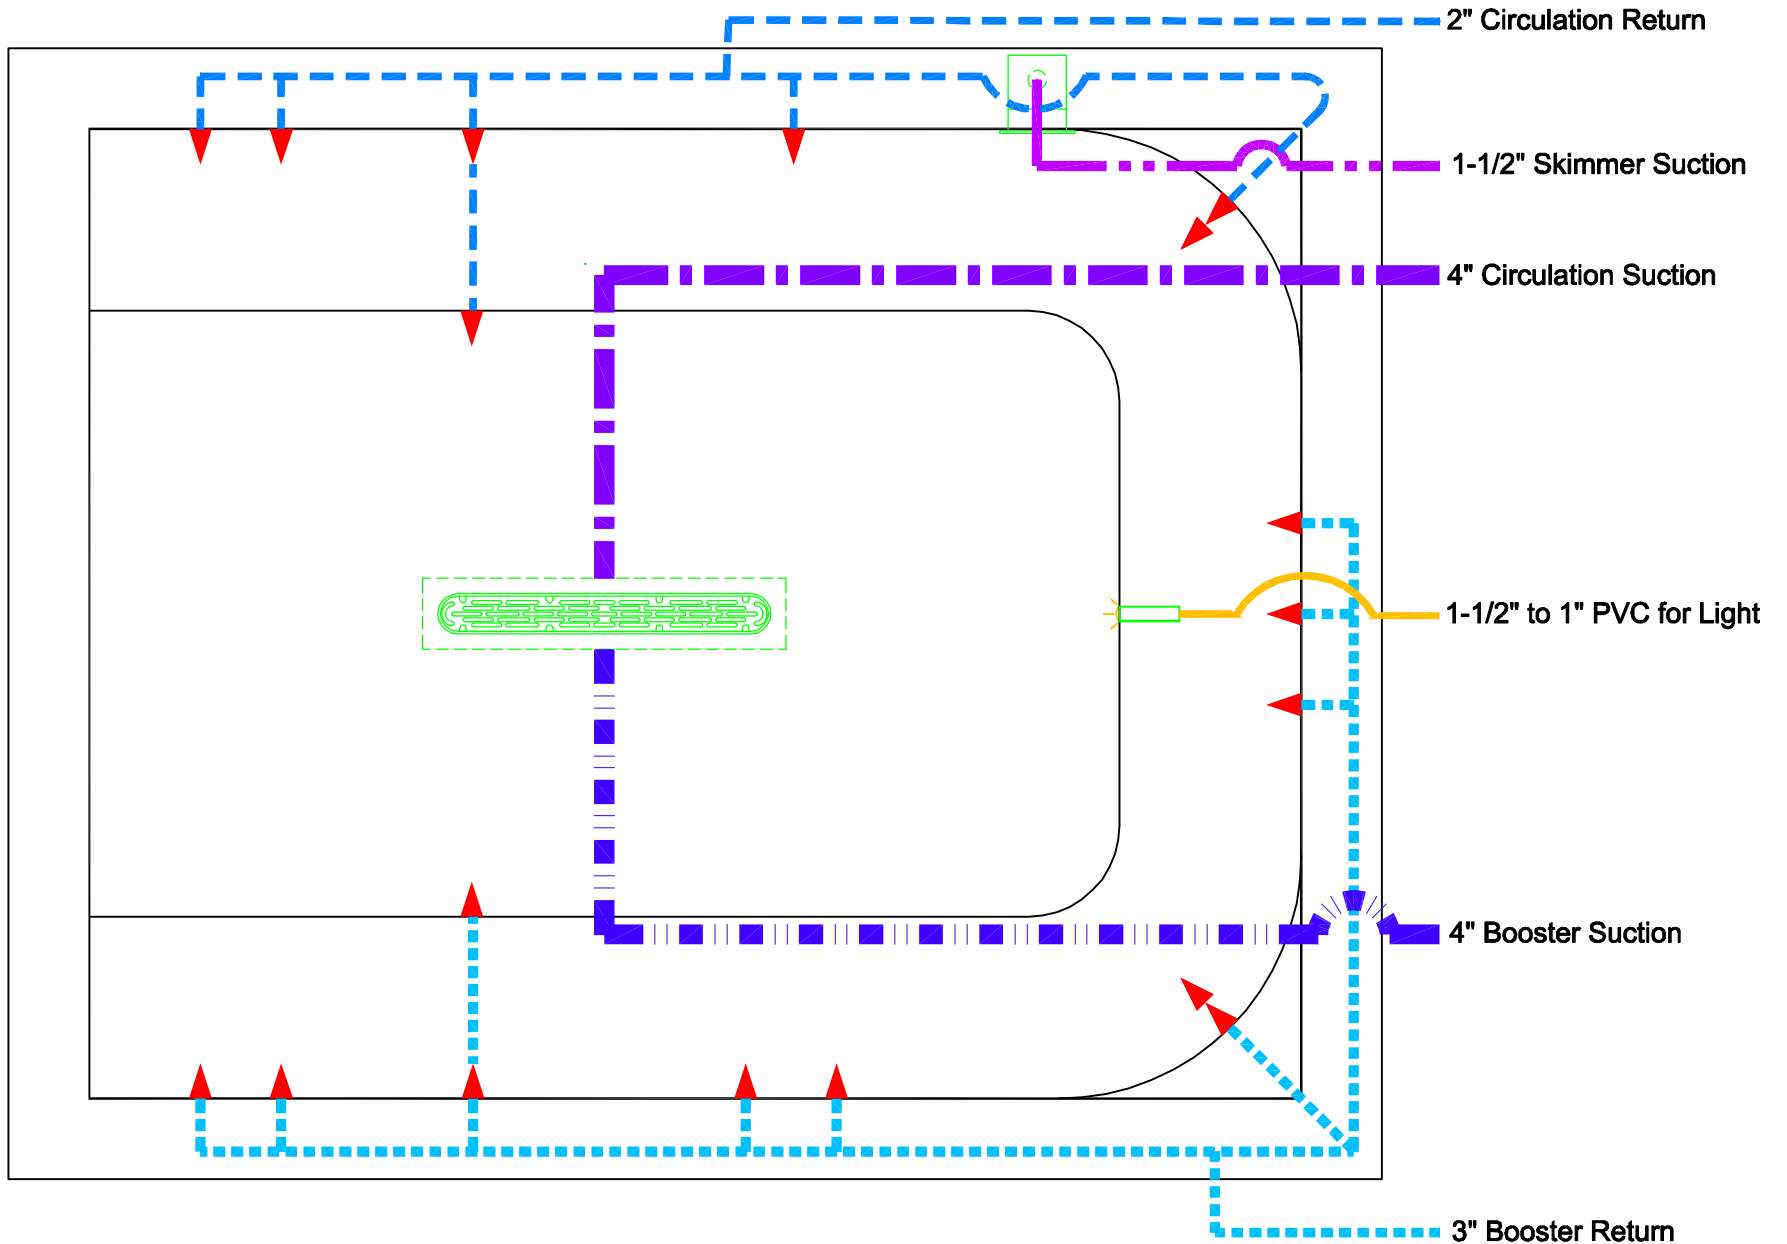 2" Circulation Return
1-1/2" Skimmer Suction
4" Circulation Suction
1-1/2" to 1" PVC for Light
4" Booster Suction
3" Booster Return